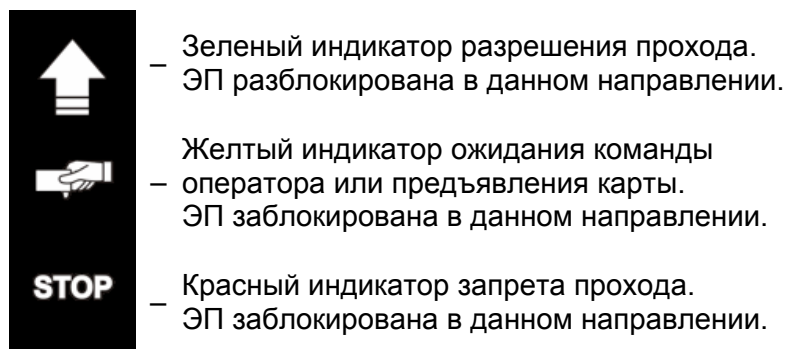 – Зеленый индикатор разрешения прохода.
ЭП разблокирована в данном направлении.
Желтый индикатор ожидания команды
– оператора или предъявления карты.
ЭП заблокирована в данном направлении.
STOP
– Красный индикатор запрета прохода.
ЭП заблокирована в данном направлении.